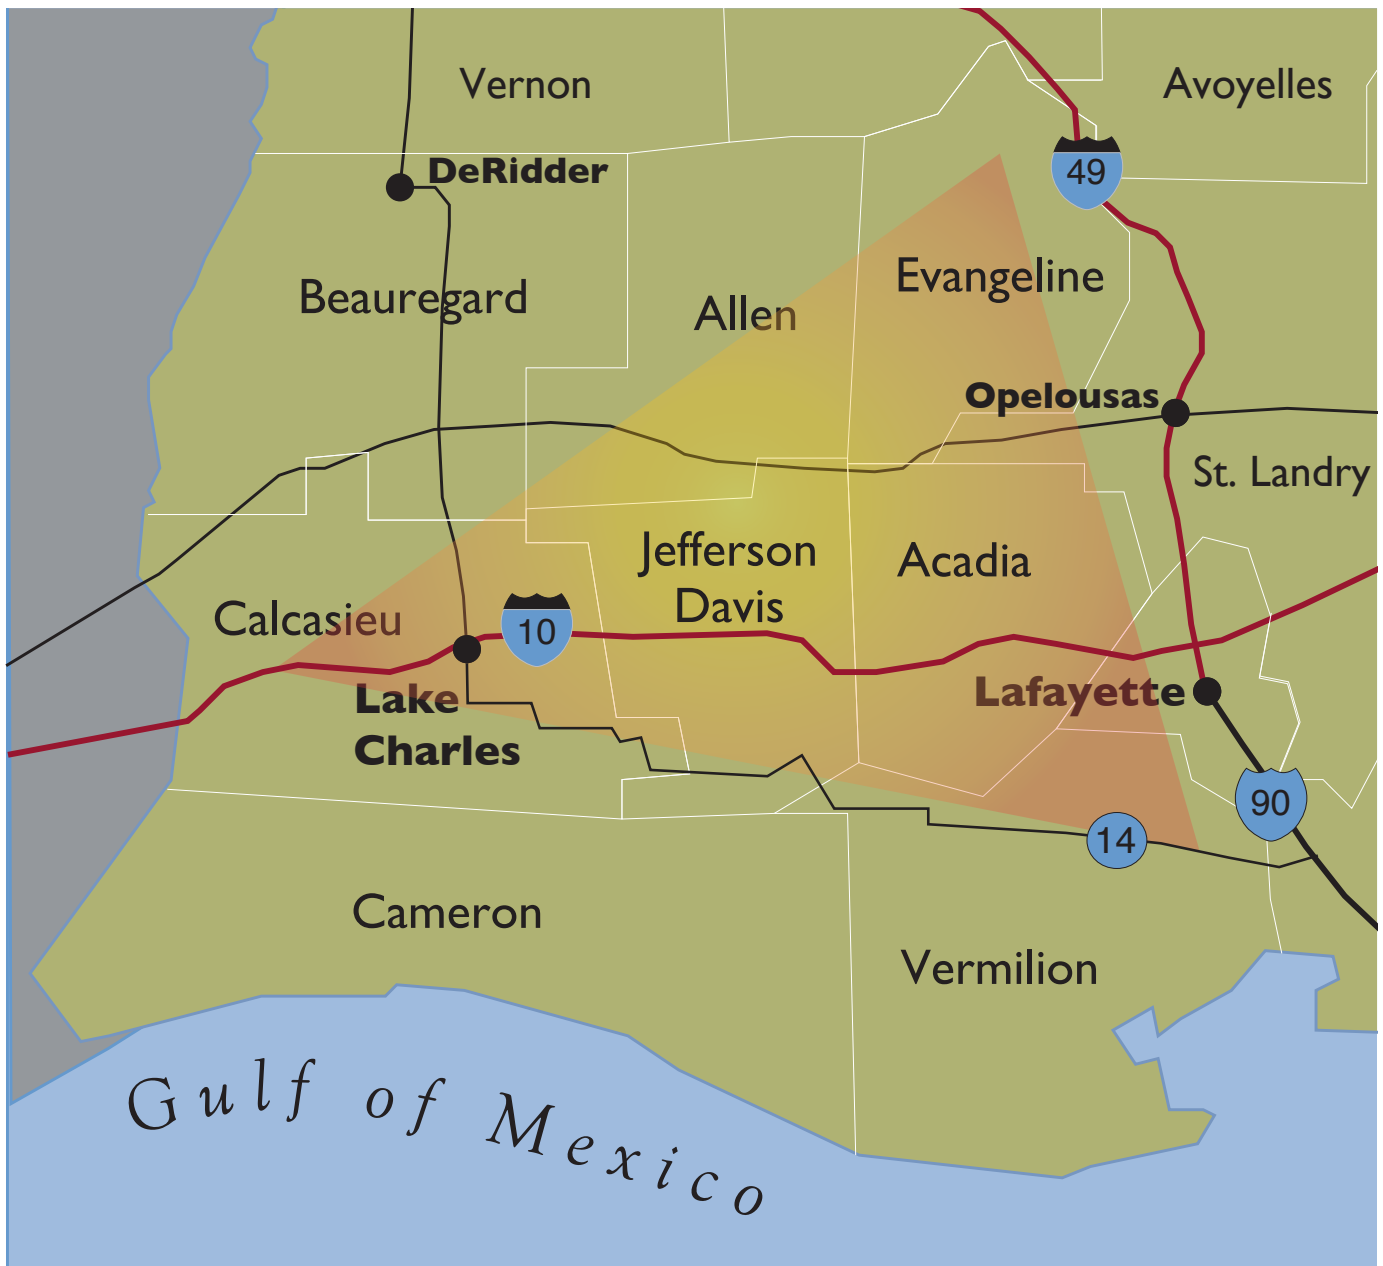 Vernon
Avoyelles
DeRidder
49
Beauregard
Evangeline
Allen
Opelousas
St. Landry
Jefferson
Davis
Acadia
Calcasieu
10
Lake
Charles
Lafayette
90
14
Cameron
Vermilion
Gulf of Mexico